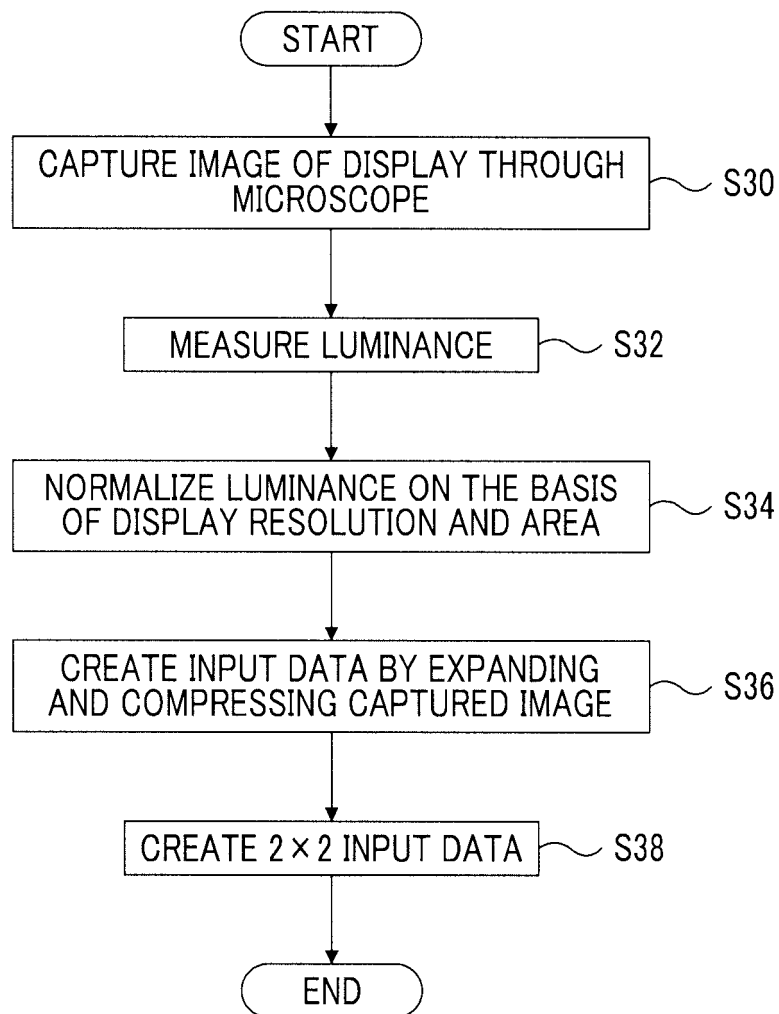 START
CAPTURE IMAGE OF DISPLAY THROUGH
MICROSCOPE
S30
MEASURE LUMINANCE
S32
NORMALIZE LUMINANCE ON THE BASIS
OF DISPLAY RESOLUTION AND AREA
S34
CREATE INPUT DATA BY EXPANDING
AND COMPRESSING CAPTURED IMAGE
S36
CREATE 2×2 INPUT DATA
S38
END